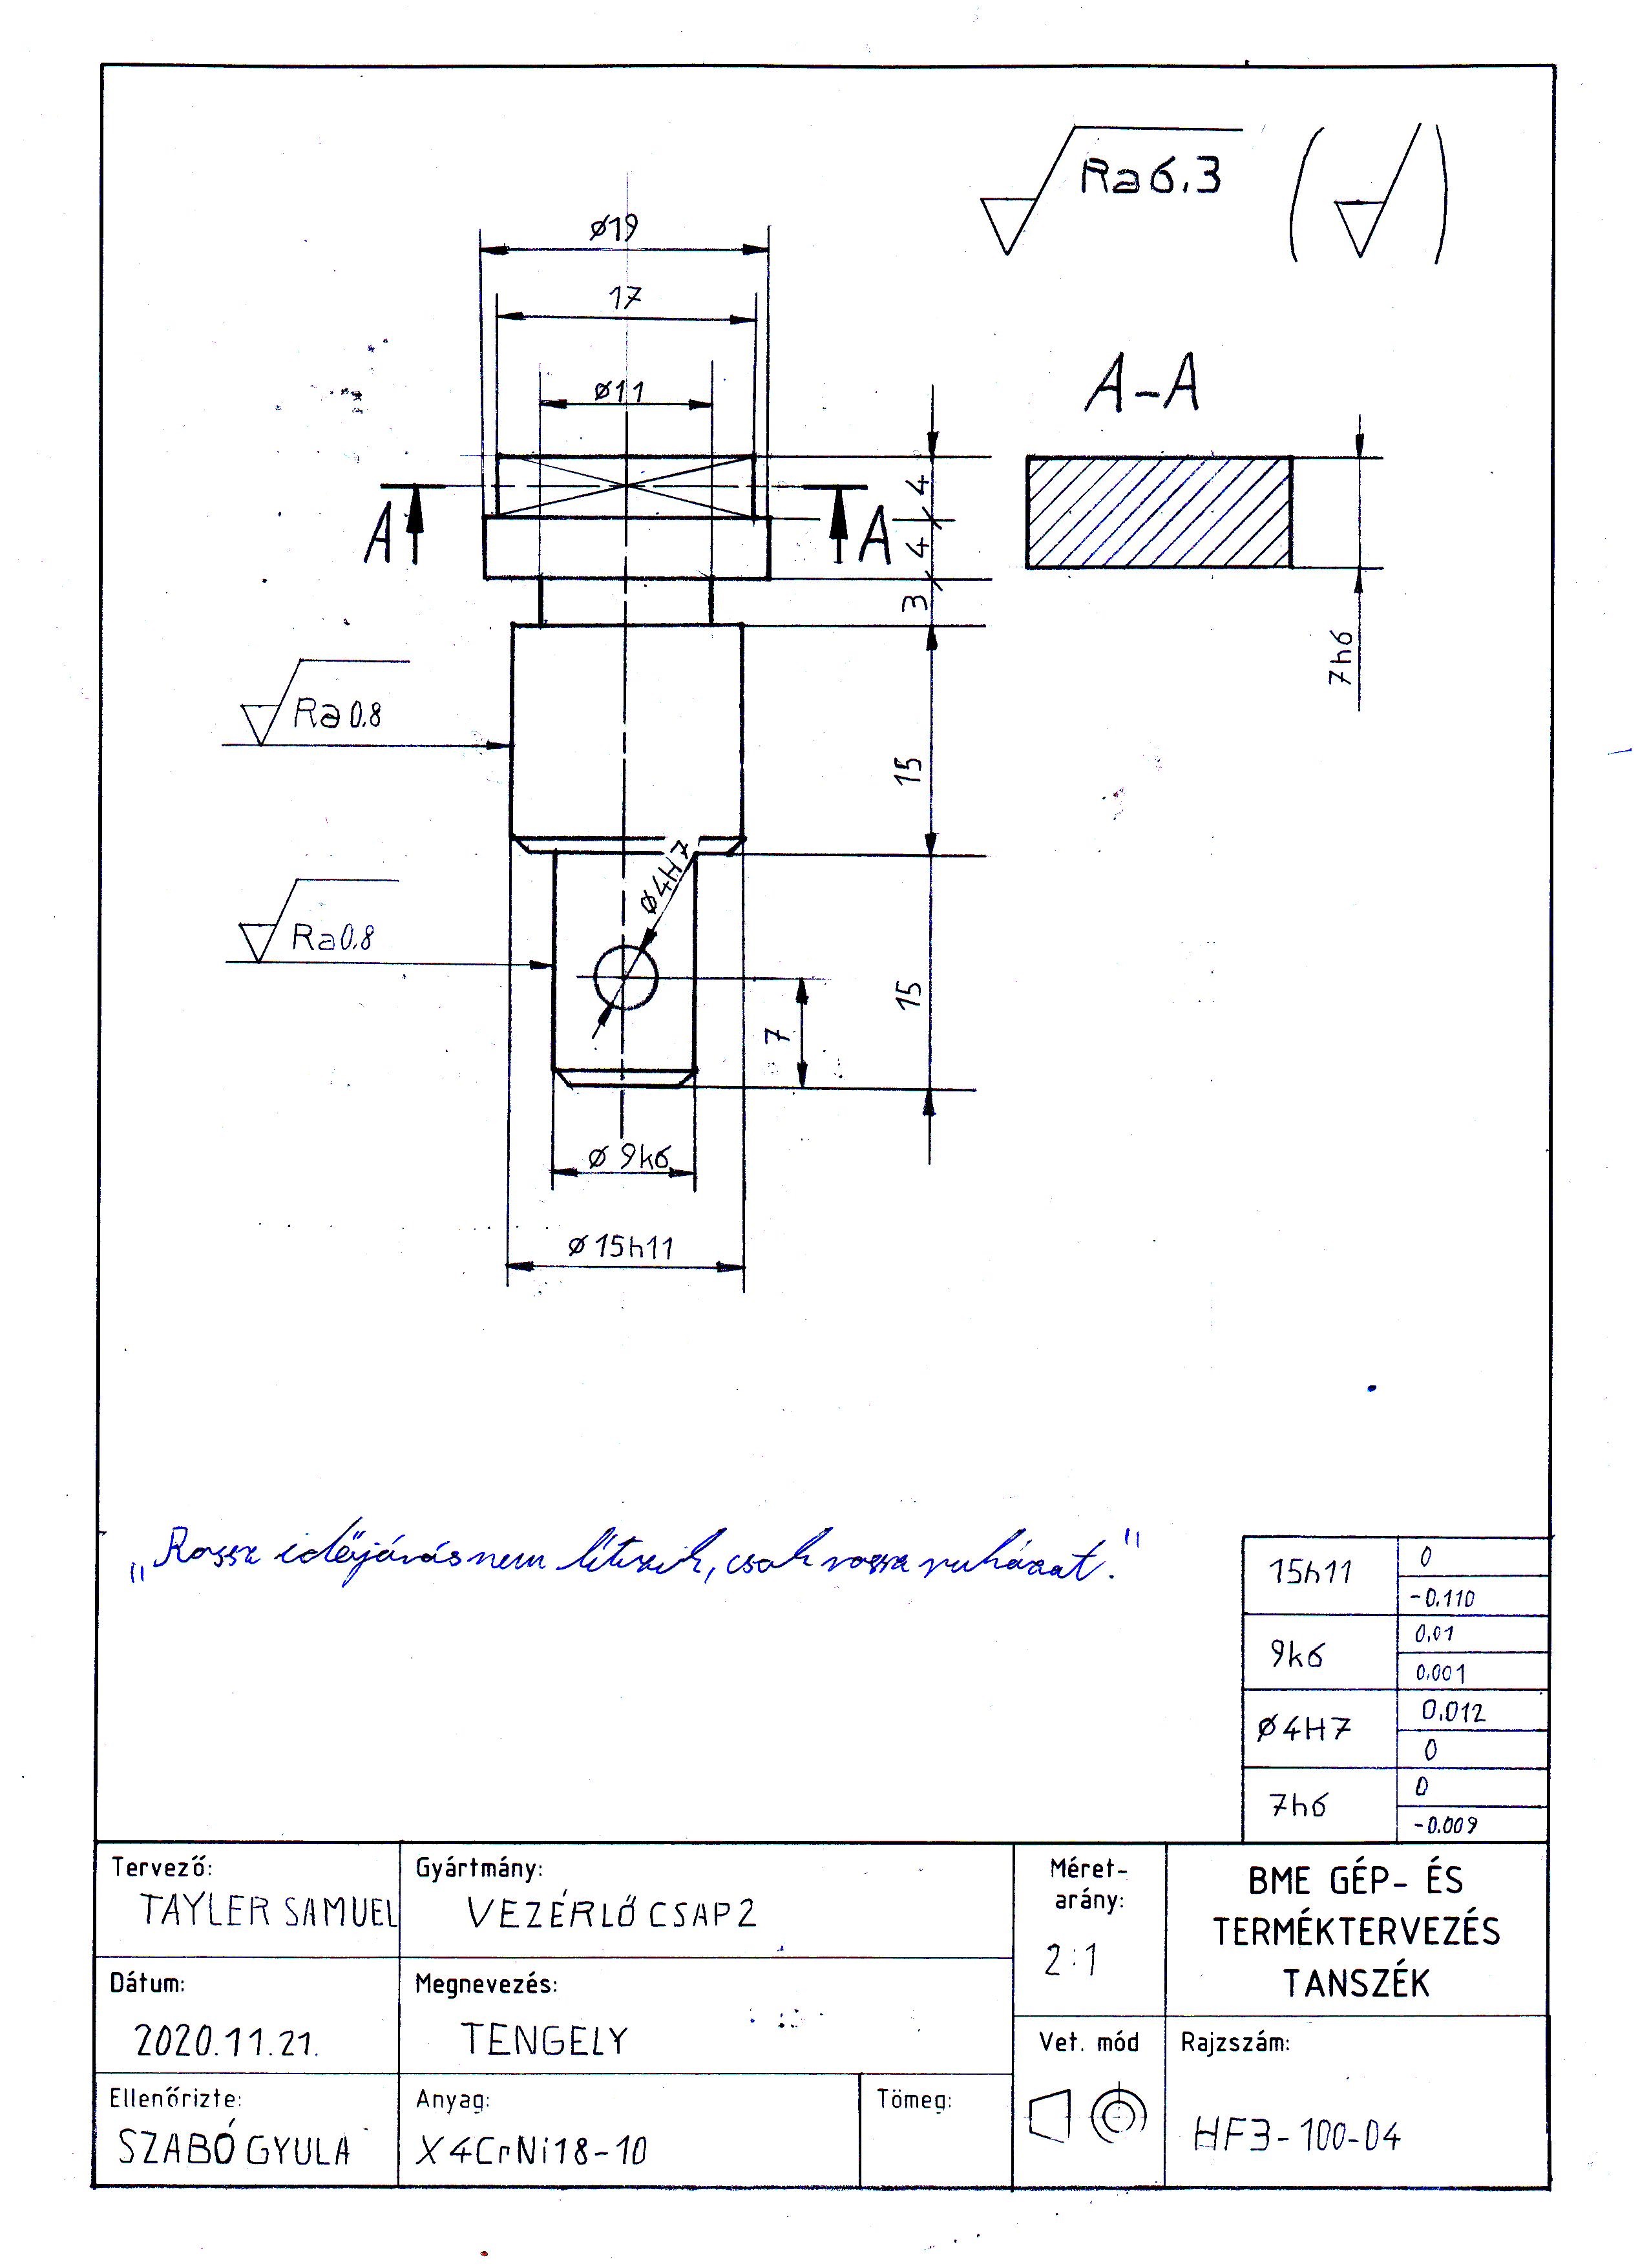 Ra 6.3
ø19
17
ø11
A-A
4
A
A
4
3
7h6
Ra 0.8
15
ø4H7
Ra 0.8
15
7
ø 9k6
ø 15h11
„Rossz időjárás nem létezik, csak rossz ruházat."
15h11
0
-0.110
9k6
0.01
0.001
ø 4H7
0.012
0
7h6
0
-0.009
Tervező:
TAYLER SAMUEL
Gyártmány:
VEZÉRLŐ CSAP 2
Méret-
arány:
2:1
BME GÉP- ÉS
TERMÉKTERVEZÉS
TANSZÉK
Dátum:
2020.11.21.
Megnevezés:
TENGELY
Vet. mód
Rajzszám:
HF3-100-04
Ellenőrizte:
SZABÓ GYULA
Anyag:
X4CrNi18-10
Tömeg: